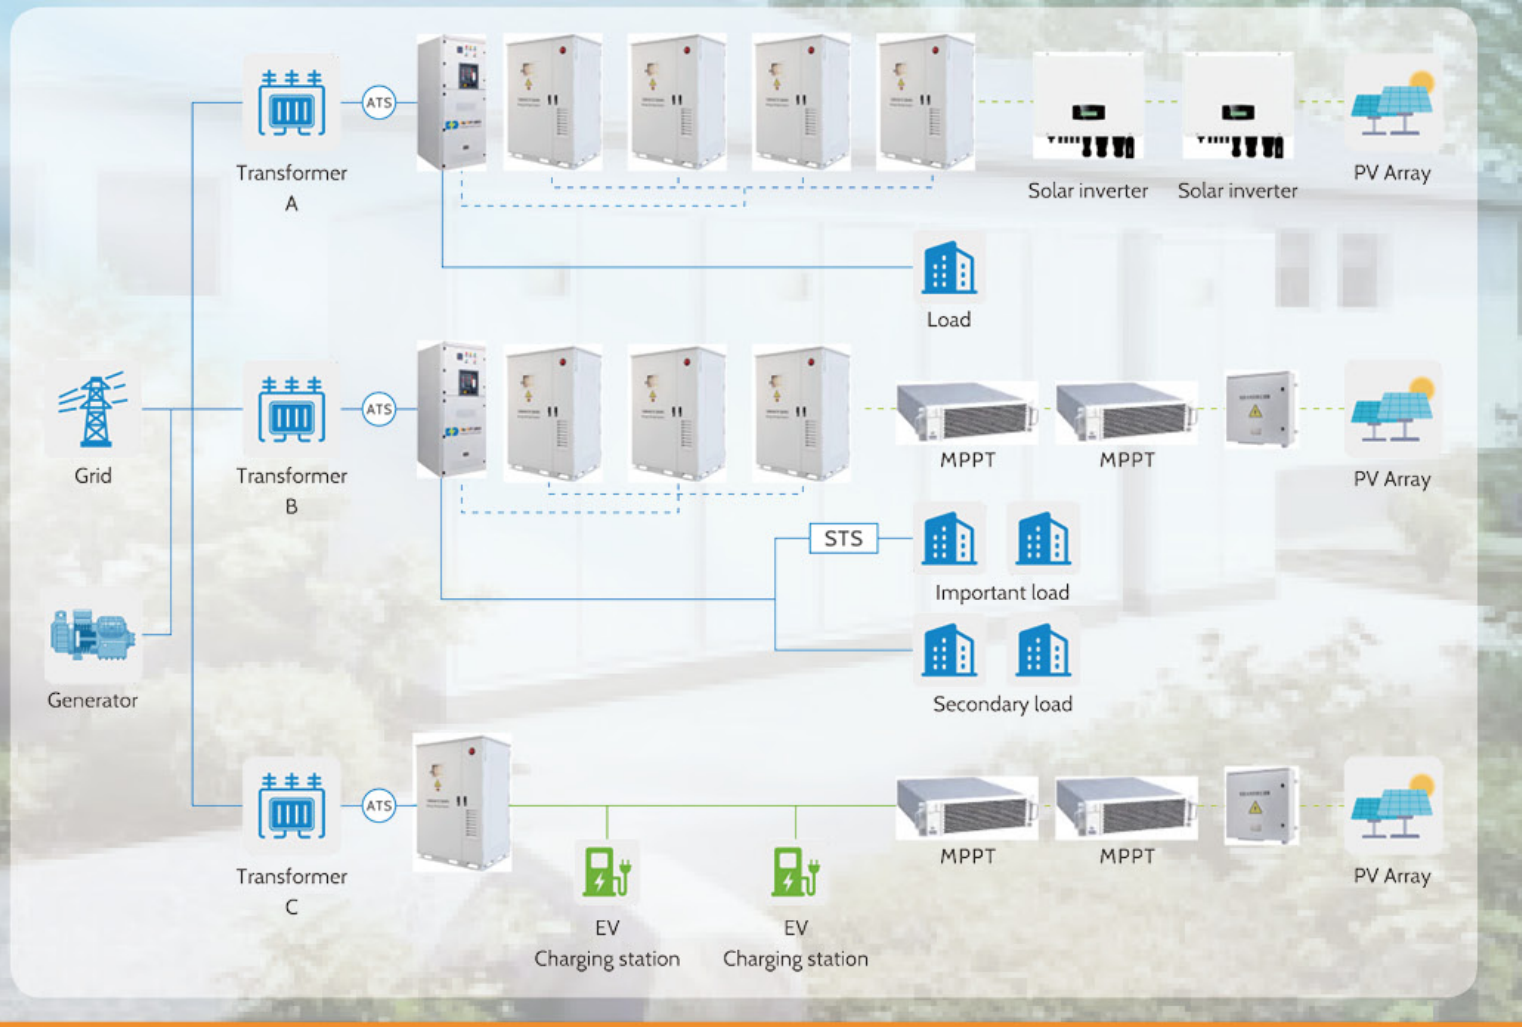 ATS
Transformer
A
Solar inverter
Solar inverter
PV Array
Load
ATS
Grid
Transformer
B
MPPT
MPPT
PV Array
STS
Important load
Generator
Secondary load
ATS
Transformer
C
MPPT
MPPT
PV Array
EV
Charging station
EV
Charging station